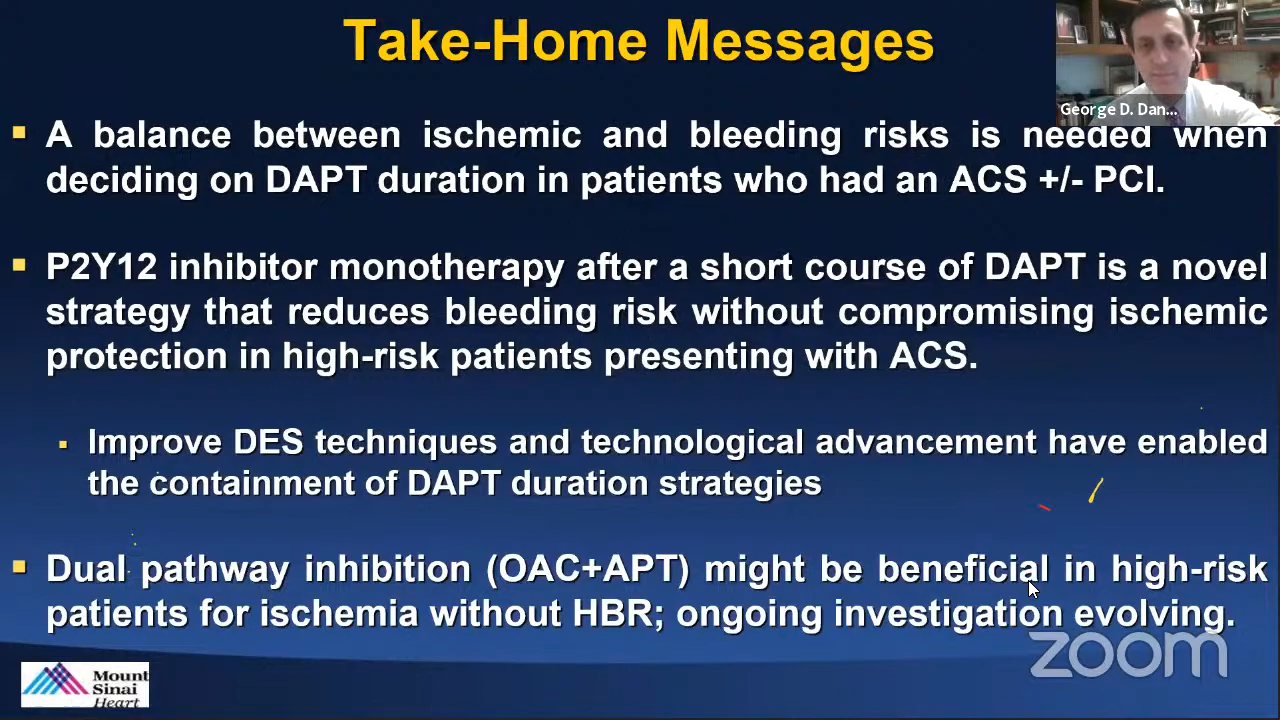 Take-Home Messages
George D. Dan...
A balance between ischemic and bleeding risks is needed when
deciding on DAPT duration in patients who had an ACS +/- PCI.
P2Y12 inhibitor monotherapy after a short course of DAPT is a novel
strategy that reduces bleeding risk without compromising ischemic
protection in high-risk patients presenting with ACS.
Improve DES techniques and technological advancement have enabled
the containment of DAPT duration strategies
Dual pathway inhibition (OAC+APT) might be beneficial in high-risk
patients for ischemia without HBR; ongoing investigation evolving.
zoom
Mount
Sinai
Heart